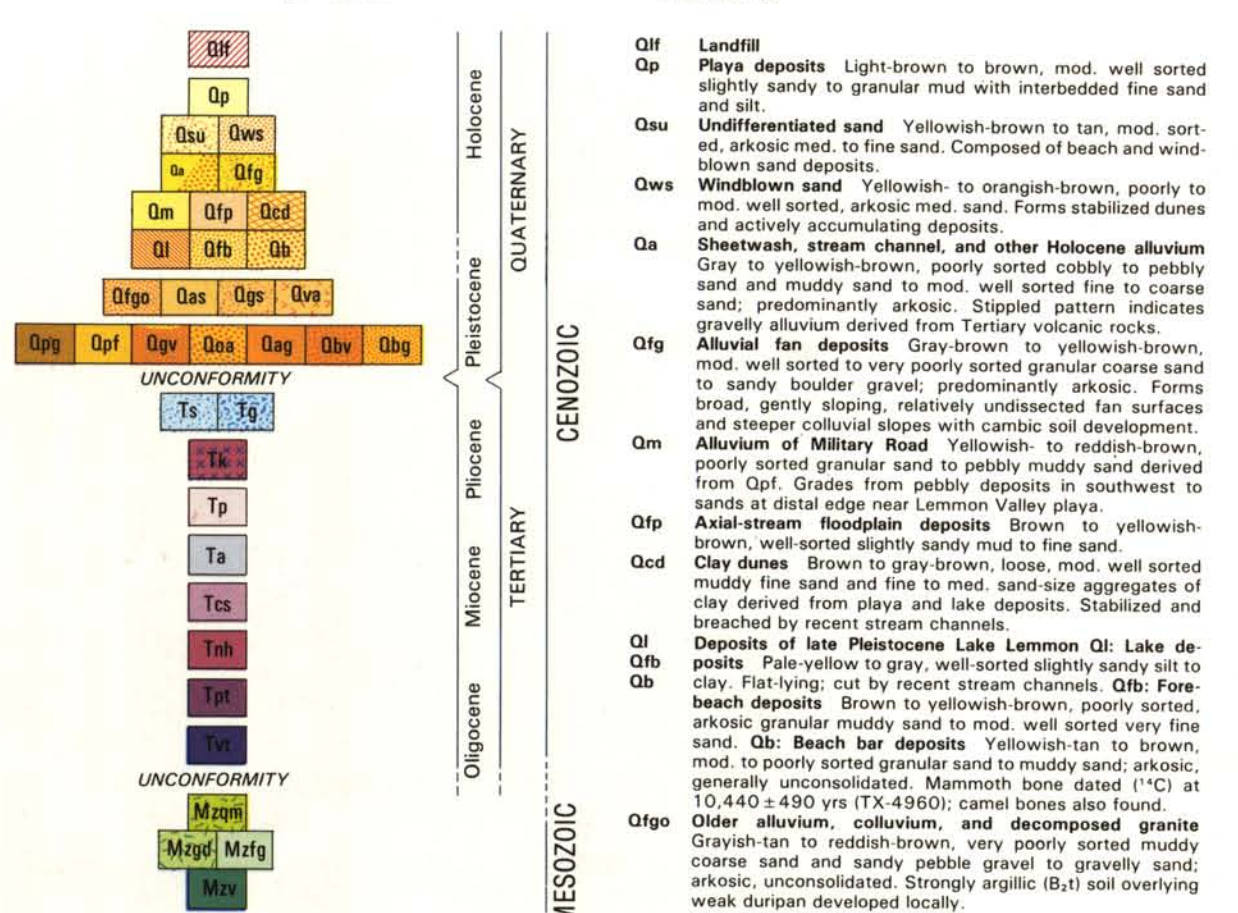 Qlf
Qp
Qsu Qws
Qa Qfg
Qm Qfp Qcd
Ql Qfb Qb
Qfgo Qas Qgs Qva
Qpg Qpf Qgv Qoa Qag Qbv Qbg
UNCONFORMITY
Ts Tg
Tk
Tp
Ta
Tcs
Tnh
Tpt
Tvt
UNCONFORMITY
Mzqm
Mzgd Mzfg
Mzv
Holocene
Pleistocene
Pliocene
Miocene
Oligocene
QUATERNARY
TERTIARY
CENOZOIC
MESOZOIC
Qlf Landfill
Qp Playa deposits Light-brown to brown, mod. well sorted
slightly sandy to granular mud with interbedded fine sand
and silt.
Qsu Undifferentiated sand Yellowish-brown to tan, mod. sort-
ed, arkosic med. to fine sand. Composed of beach and wind-
blown sand deposits.
Qws Windblown sand Yellowish- to orangish-brown, poorly to
mod. well sorted, arkosic med. sand. Forms stabilized dunes
and actively accumulating deposits.
Qa Sheetwash, stream channel, and other Holocene alluvium
Gray to yellowish-brown, poorly sorted cobbly to pebbly
sand and muddy sand to mod. well sorted fine to coarse
sand; predominantly arkosic. Stippled pattern indicates
gravelly alluvium derived from Tertiary volcanic rocks.
Qfg Alluvial fan deposits Gray-brown to yellowish-brown,
mod. well sorted to very poorly sorted granular coarse sand
to sandy boulder gravel; predominantly arkosic. Forms
broad, gently sloping, relatively undissected fan surfaces
and steeper colluvial slopes with cambic soil development.
Qm Alluvium of Military Road Yellowish- to reddish-brown,
poorly sorted granular sand to pebbly muddy sand derived
from Qpf. Grades from pebbly deposits in southwest to
sands at distal edge near Lemmon Valley playa.
Qfp Axial-stream floodplain deposits Brown to yellowish-
brown, well-sorted slightly sandy mud to fine sand.
Qcd Clay dunes Brown to gray-brown, loose, mod. well sorted
muddy fine sand and fine to med. sand-size aggregates of
clay derived from playa and lake deposits. Stabilized and
breached by recent stream channels.
Ql Deposits of late Pleistocene Lake Lemmon Ql: Lake de-
Qfb posits Pale-yellow to gray, well-sorted slightly sandy silt to
Qb clay. Flat-lying; cut by recent stream channels. Qfb: Fore-
beach deposits Brown to yellowish-brown, poorly sorted,
arkosic granular muddy sand to mod. well sorted very fine
sand. Qb: Beach bar deposits Yellowish-tan to brown,
mod. to poorly sorted granular sand to muddy sand; arkosic,
generally unconsolidated. Mammoth bone dated (¹⁴C) at
10,440 ± 490 yrs (TX-4960); camel bones also found.
Qfgo Older alluvium, colluvium, and decomposed granite
Grayish-tan to reddish-brown, very poorly sorted muddy
coarse sand and sandy pebble gravel to gravelly sand;
arkosic, unconsolidated. Strongly argillic (B₂t) soil overlying
weak duripan developed locally.